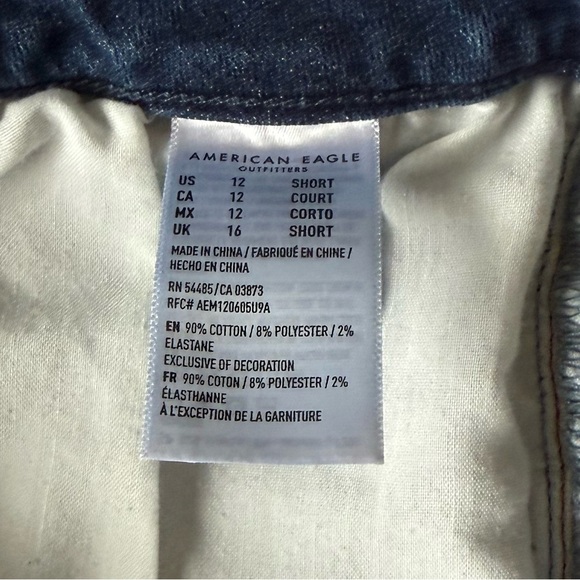 AMERICAN EAGLE
OUTFITTERS
US 12 SHORT
CA 12 COURT
MX 12 CORTO
UK 16 SHORT
MADE IN CHINA / FABRIQUÉ EN CHINE /
HECHO EN CHINA
RN 54485/CA 03873
RFC# AEM120605U9A
EN 90% COTTON / 8% POLYESTER / 2%
ELASTANE
EXCLUSIVE OF DECORATION
FR 90% COTON / 8% POLYESTER / 2%
ÉLASTHANNE
À L'EXCEPTION DE LA GARNITURE